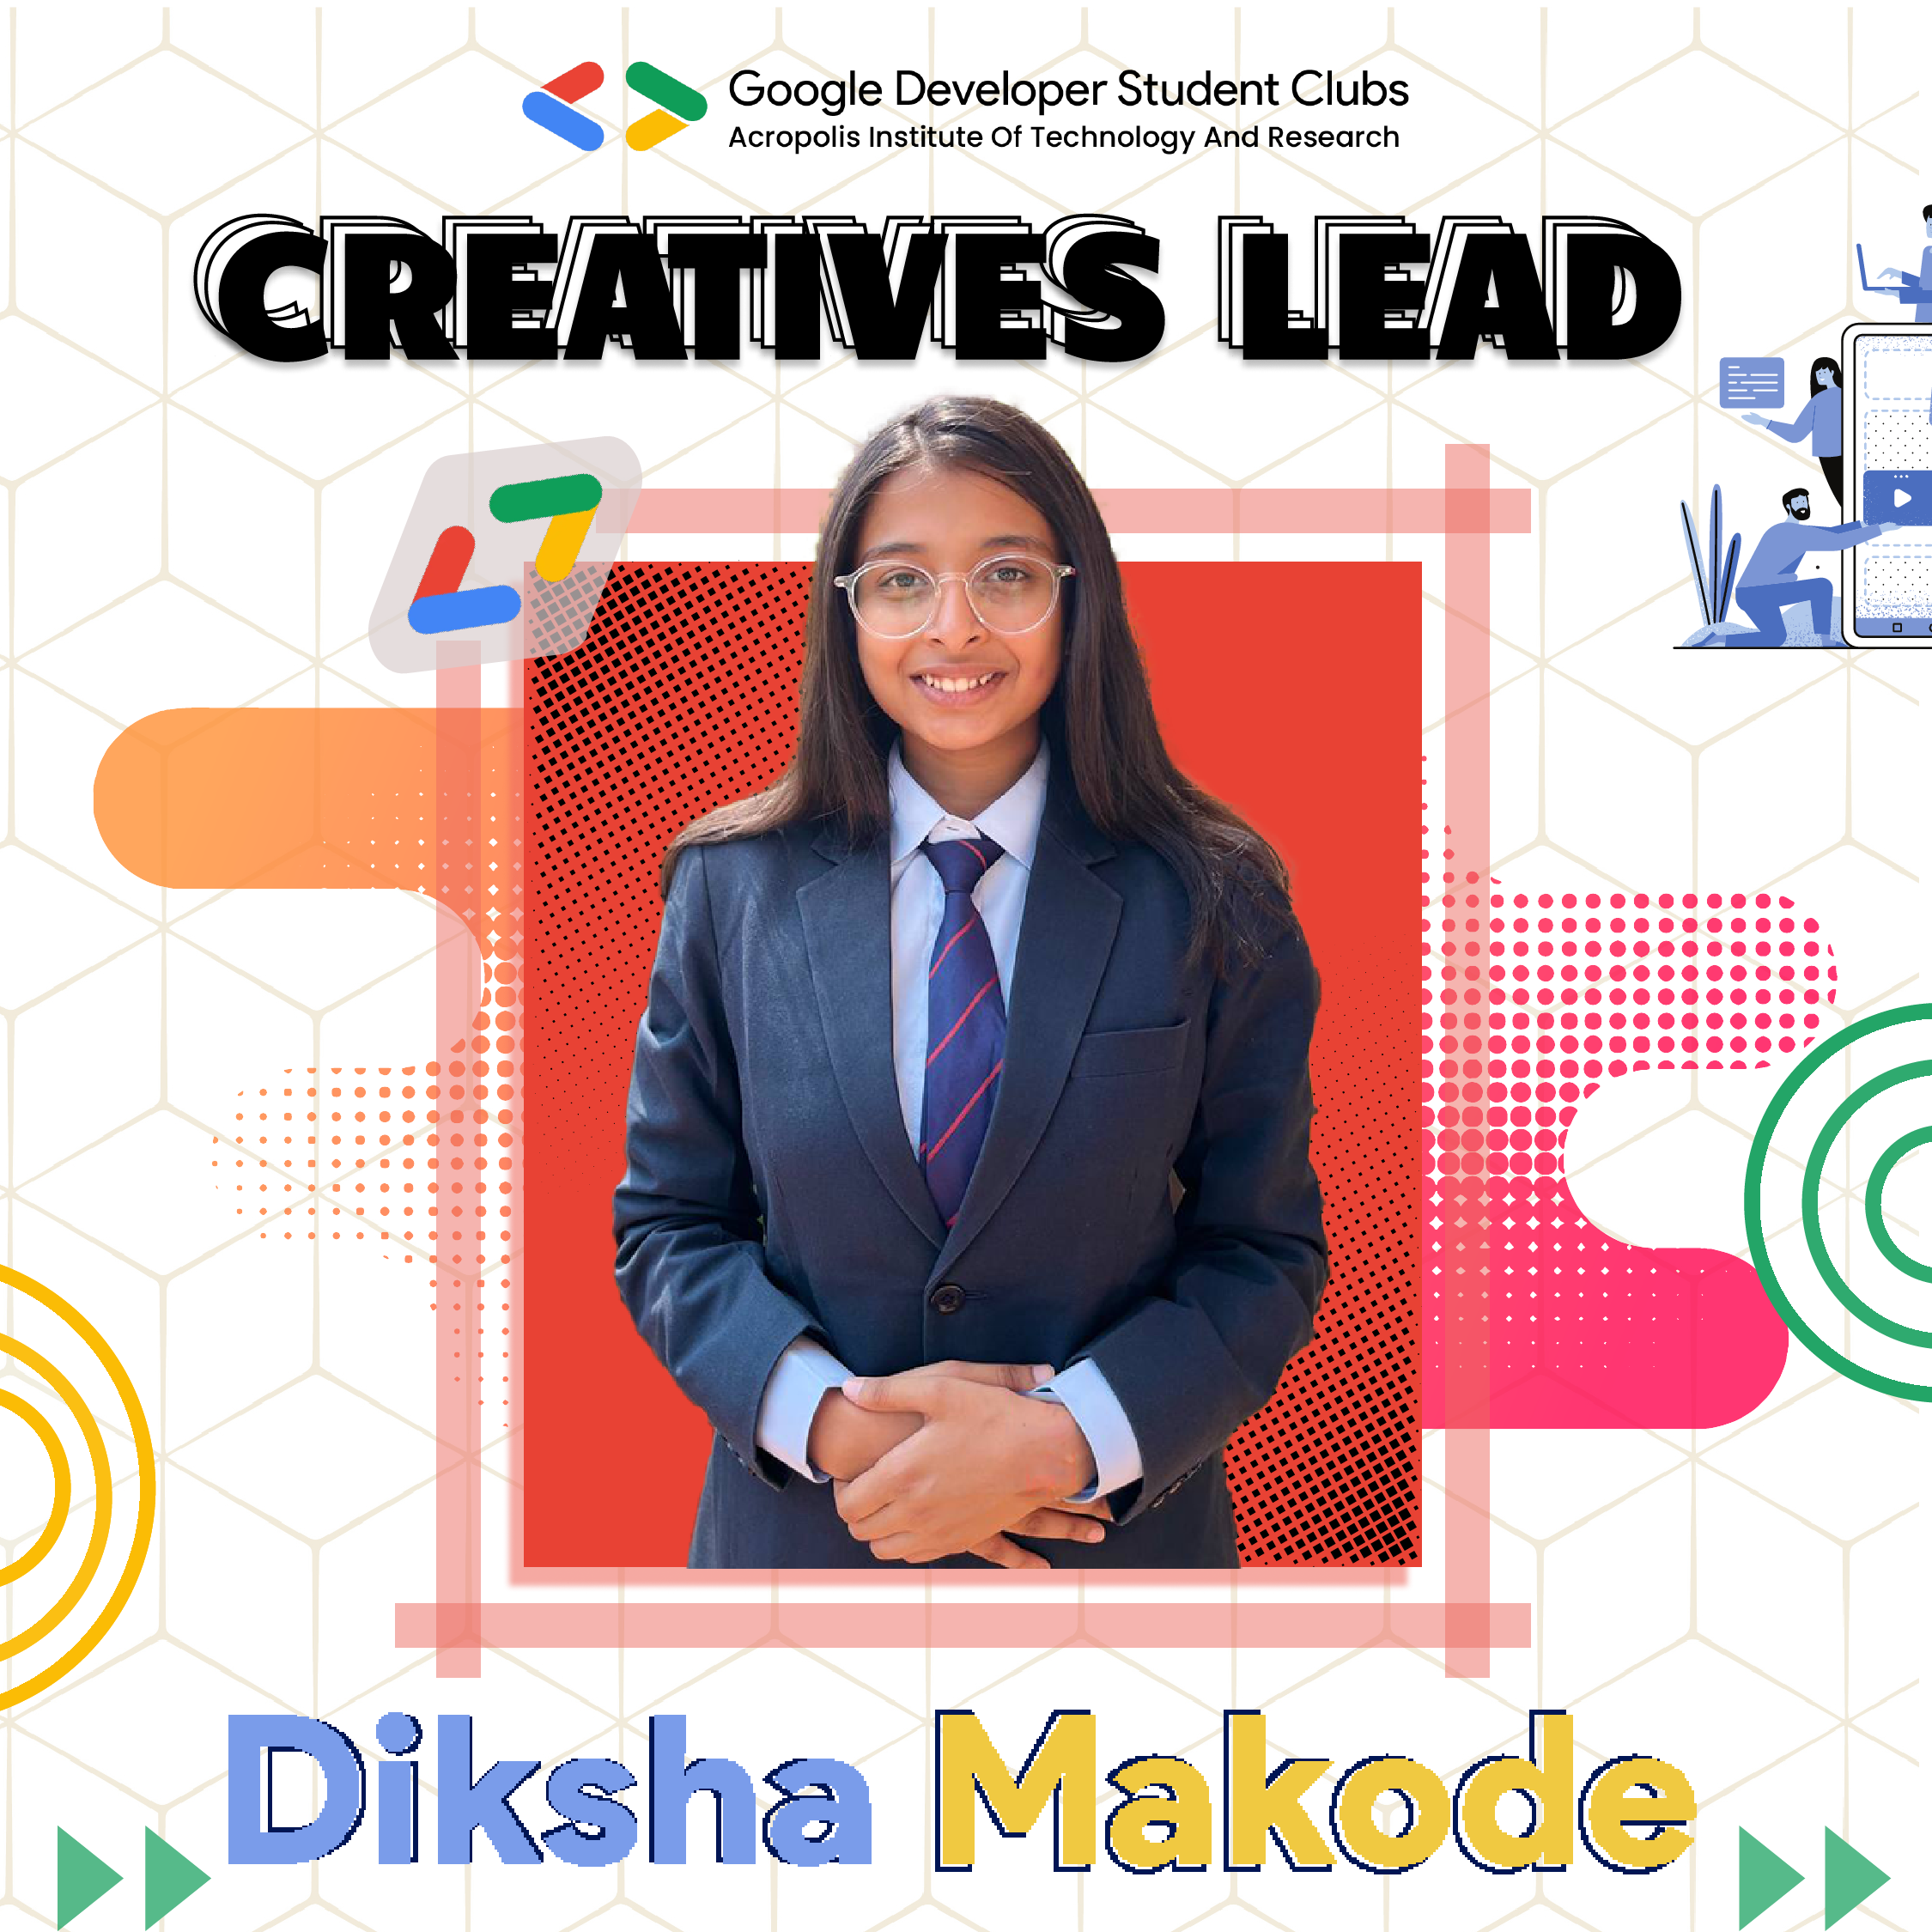 Google Developer Student Clubs
Acropolis Institute Of Technology And Research
CREATIVES LEAD
Diksha Makode